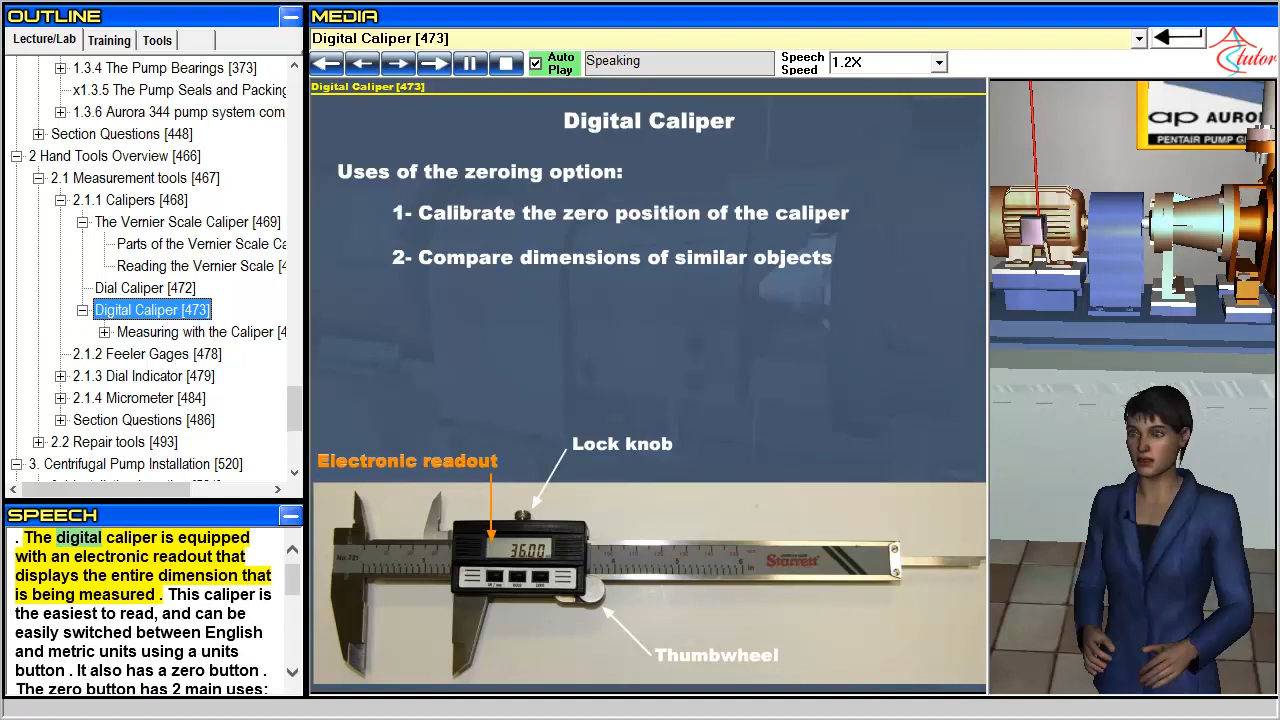 OUTLINE
Lecture/Lab
Training
Tools
1.3.4 The Pump Bearings [373]
x1.3.5 The Pump Seals and Packing
1.3.6 Aurora 344 pump system com
Section Questions [448]
2 Hand Tools Overview [466]
2.1 Measurement tools [467]
2.1.1 Calipers [468]
The Vernier Scale Caliper [469]
Parts of the Vernier Scale Ca
Reading the Vernier Scale [4
Dial Caliper [472]
Digital Caliper [473]
Measuring with the Caliper [4
2.1.2 Feeler Gages [478]
2.1.3 Dial Indicator [479]
2.1.4 Micrometer [484]
Section Questions [486]
2.2 Repair tools [493]
3. Centrifugal Pump Installation [520]
SPEECH
. The digital caliper is equipped
with an electronic readout that
displays the entire dimension that
is being measured . This caliper is
the easiest to read, and can be
easily switched between English
and metric units using a units
button . It also has a zero button .
The zero button has 2 main uses:
MEDIA
Digital Caliper [473]
Auto
Play
Speaking
Speech
Speed
1.2X
tutor
Digital Caliper [473]
Digital Caliper
Uses of the zeroing option:
1- Calibrate the zero position of the caliper
2- Compare dimensions of similar objects
Lock knob
Electronic readout
No. 721
36.00
Starrett
in
Thumbwheel
ap AURO
PENTAIR PUMP G